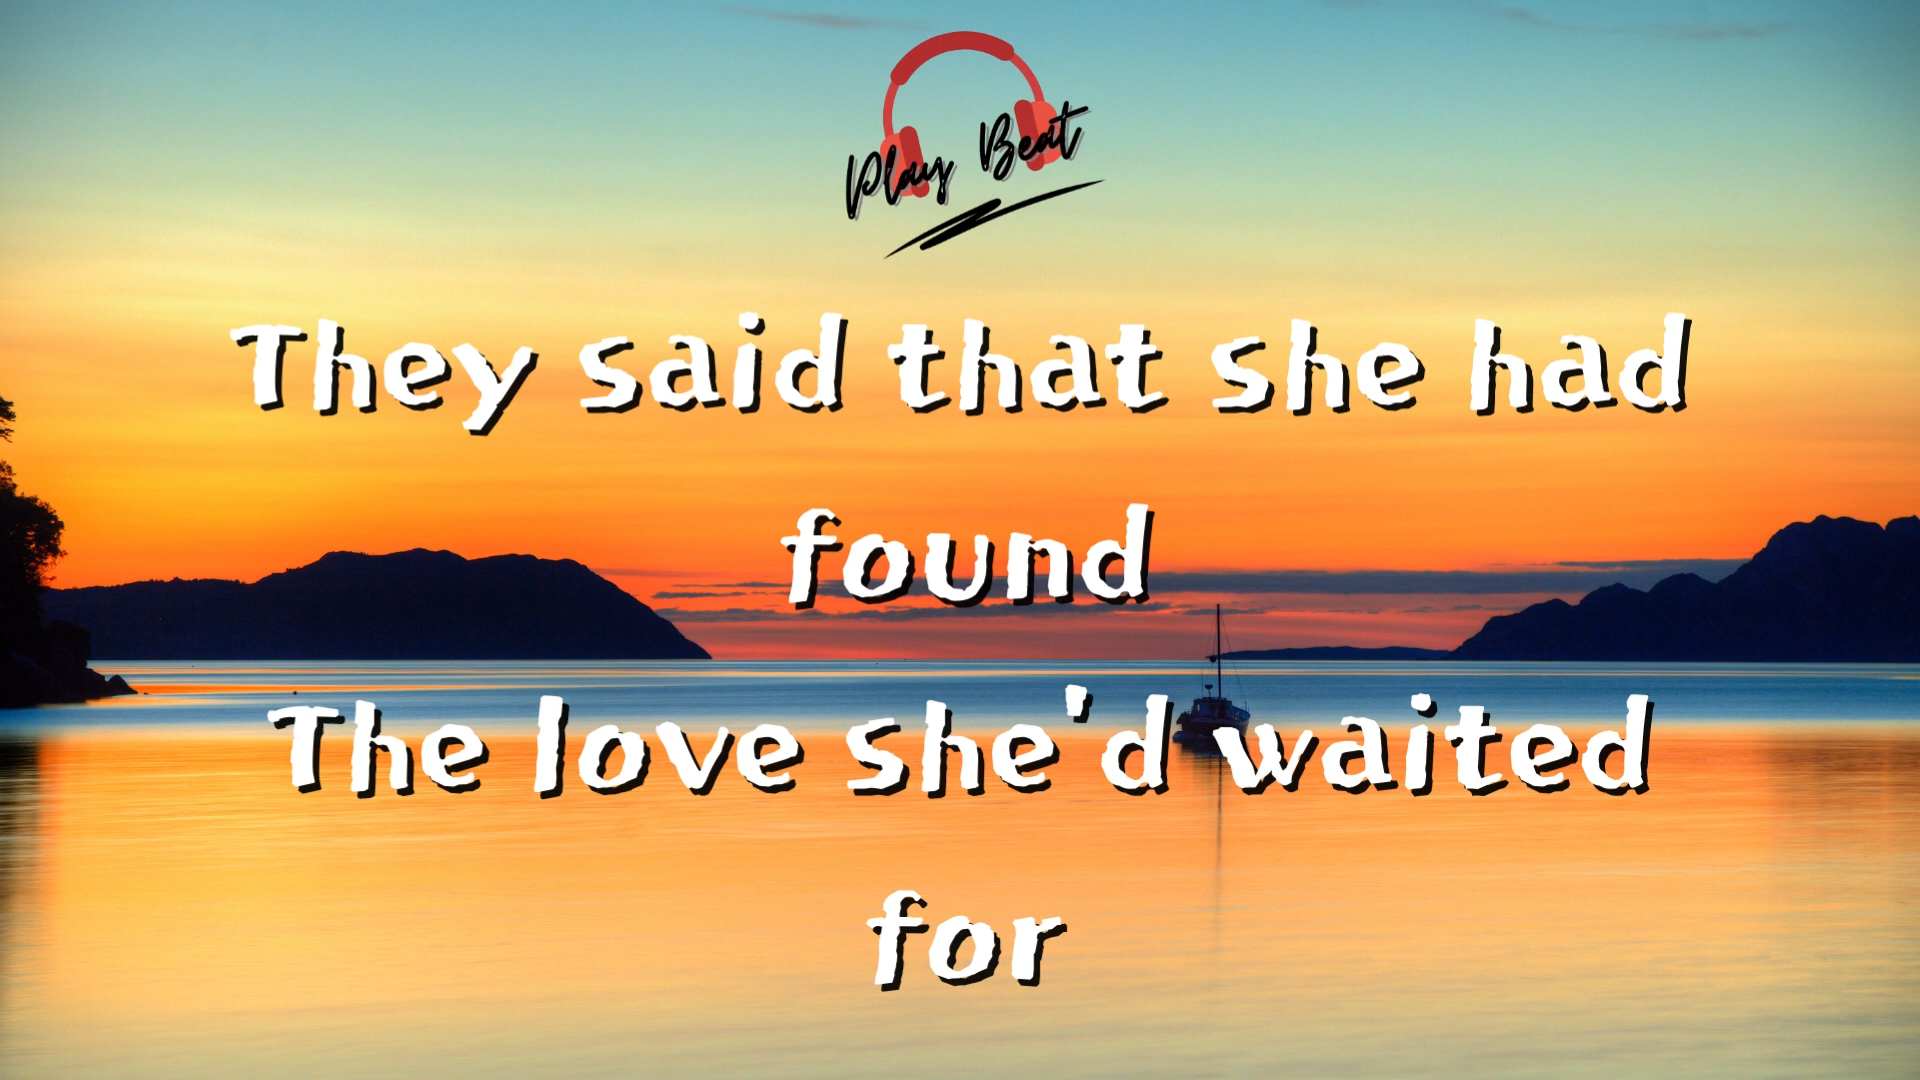 Play Beat
They said that she had
found
The love she'd waited
for